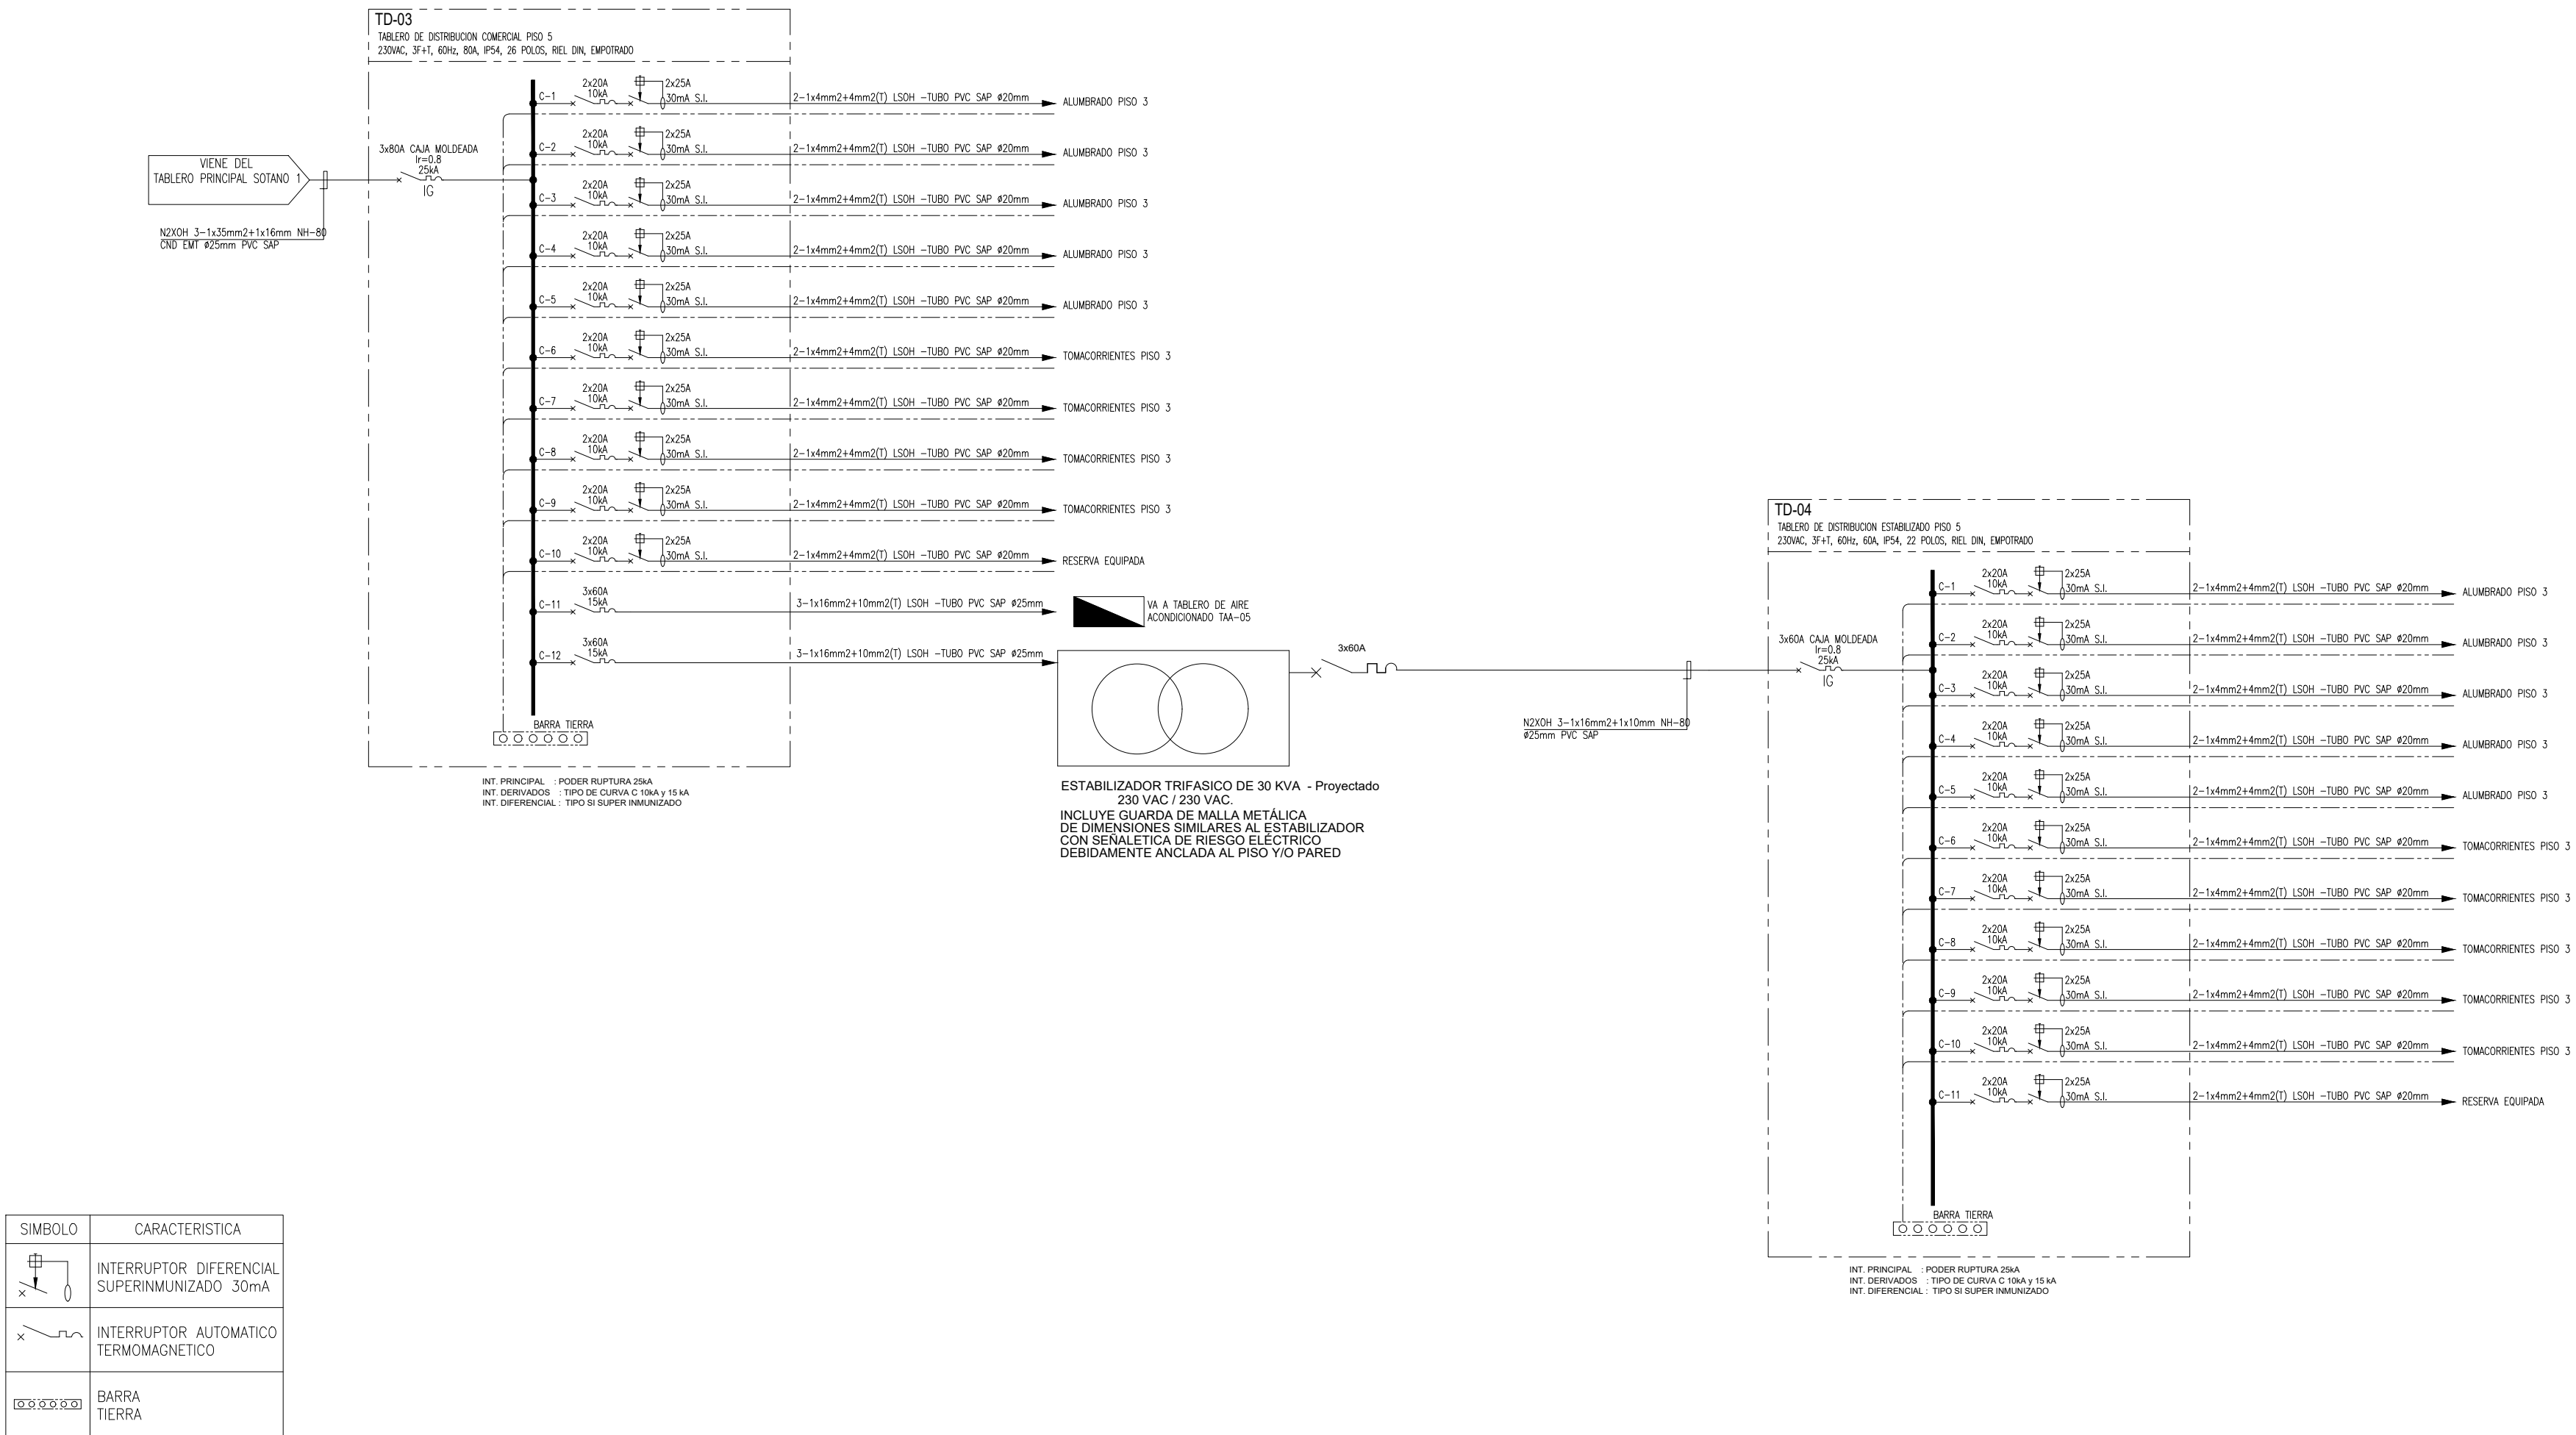 TD-03
TABLERO DE DISTRIBUCION COMERCIAL PISO 5
230VAC, 3F+T, 60Hz, 80A, IP54, 26 POLOS, RIEL DIN, EMPOTRADO
VIENE DEL
TABLERO PRINCIPAL SOTANO 1
N2XOH 3-1x35mm2+1x16mm NH-80
CND EMT ø25mm PVC SAP
3x80A CAJA MOLDEADA
Ir=0.8
25kA
IG
C-1
2x20A
10kA
2x25A
30mA S.I.
2-1x4mm2+4mm2(T) LSOH -TUBO PVC SAP ø20mm
ALUMBRADO PISO 3
C-2
2x20A
10kA
2x25A
30mA S.I.
2-1x4mm2+4mm2(T) LSOH -TUBO PVC SAP ø20mm
ALUMBRADO PISO 3
C-3
2x20A
10kA
2x25A
30mA S.I.
2-1x4mm2+4mm2(T) LSOH -TUBO PVC SAP ø20mm
ALUMBRADO PISO 3
C-4
2x20A
10kA
2x25A
30mA S.I.
2-1x4mm2+4mm2(T) LSOH -TUBO PVC SAP ø20mm
ALUMBRADO PISO 3
C-5
2x20A
10kA
2x25A
30mA S.I.
2-1x4mm2+4mm2(T) LSOH -TUBO PVC SAP ø20mm
ALUMBRADO PISO 3
C-6
2x20A
10kA
2x25A
30mA S.I.
2-1x4mm2+4mm2(T) LSOH -TUBO PVC SAP ø20mm
TOMACORRIENTES PISO 3
C-7
2x20A
10kA
2x25A
30mA S.I.
2-1x4mm2+4mm2(T) LSOH -TUBO PVC SAP ø20mm
TOMACORRIENTES PISO 3
C-8
2x20A
10kA
2x25A
30mA S.I.
2-1x4mm2+4mm2(T) LSOH -TUBO PVC SAP ø20mm
TOMACORRIENTES PISO 3
C-9
2x20A
10kA
2x25A
30mA S.I.
2-1x4mm2+4mm2(T) LSOH -TUBO PVC SAP ø20mm
TOMACORRIENTES PISO 3
C-10
2x20A
10kA
2x25A
30mA S.I.
2-1x4mm2+4mm2(T) LSOH -TUBO PVC SAP ø20mm
RESERVA EQUIPADA
C-11
3x60A
15kA
3-1x16mm2+10mm2(T) LSOH -TUBO PVC SAP ø25mm
VA A TABLERO DE AIRE
ACONDICIONADO TAA-05
C-12
3x60A
15kA
3-1x16mm2+10mm2(T) LSOH -TUBO PVC SAP ø25mm
BARRA TIERRA
INT. PRINCIPAL : PODER RUPTURA 25kA
INT. DERIVADOS : TIPO DE CURVA C 10kA y 15 kA
INT. DIFERENCIAL : TIPO SI SUPER INMUNIZADO
ESTABILIZADOR TRIFASICO DE 30 KVA - Proyectado
230 VAC / 230 VAC.
INCLUYE GUARDA DE MALLA METÁLICA
DE DIMENSIONES SIMILARES AL ESTABILIZADOR
CON SEÑALETICA DE RIESGO ELÉCTRICO
DEBIDAMENTE ANCLADA AL PISO Y/O PARED
3x60A
N2XOH 3-1x16mm2+1x10mm NH-80
ø25mm PVC SAP
TD-04
TABLERO DE DISTRIBUCION ESTABILIZADO PISO 5
230VAC, 3F+T, 60Hz, 60A, IP54, 22 POLOS, RIEL DIN, EMPOTRADO
3x60A CAJA MOLDEADA
Ir=0.8
25kA
IG
C-1
2x20A
10kA
2x25A
30mA S.I.
2-1x4mm2+4mm2(T) LSOH -TUBO PVC SAP ø20mm
ALUMBRADO PISO 3
C-2
2x20A
10kA
2x25A
30mA S.I.
2-1x4mm2+4mm2(T) LSOH -TUBO PVC SAP ø20mm
ALUMBRADO PISO 3
C-3
2x20A
10kA
2x25A
30mA S.I.
2-1x4mm2+4mm2(T) LSOH -TUBO PVC SAP ø20mm
ALUMBRADO PISO 3
C-4
2x20A
10kA
2x25A
30mA S.I.
2-1x4mm2+4mm2(T) LSOH -TUBO PVC SAP ø20mm
ALUMBRADO PISO 3
C-5
2x20A
10kA
2x25A
30mA S.I.
2-1x4mm2+4mm2(T) LSOH -TUBO PVC SAP ø20mm
ALUMBRADO PISO 3
C-6
2x20A
10kA
2x25A
30mA S.I.
2-1x4mm2+4mm2(T) LSOH -TUBO PVC SAP ø20mm
TOMACORRIENTES PISO 3
C-7
2x20A
10kA
2x25A
30mA S.I.
2-1x4mm2+4mm2(T) LSOH -TUBO PVC SAP ø20mm
TOMACORRIENTES PISO 3
C-8
2x20A
10kA
2x25A
30mA S.I.
2-1x4mm2+4mm2(T) LSOH -TUBO PVC SAP ø20mm
TOMACORRIENTES PISO 3
C-9
2x20A
10kA
2x25A
30mA S.I.
2-1x4mm2+4mm2(T) LSOH -TUBO PVC SAP ø20mm
TOMACORRIENTES PISO 3
C-10
2x20A
10kA
2x25A
30mA S.I.
2-1x4mm2+4mm2(T) LSOH -TUBO PVC SAP ø20mm
TOMACORRIENTES PISO 3
C-11
2x20A
10kA
2x25A
30mA S.I.
2-1x4mm2+4mm2(T) LSOH -TUBO PVC SAP ø20mm
RESERVA EQUIPADA
BARRA TIERRA
INT. PRINCIPAL : PODER RUPTURA 25kA
INT. DERIVADOS : TIPO DE CURVA C 10kA y 15 kA
INT. DIFERENCIAL : TIPO SI SUPER INMUNIZADO
SIMBOLO CARACTERISTICA
INTERRUPTOR DIFERENCIAL
SUPERINMUNIZADO 30mA
INTERRUPTOR AUTOMATICO
TERMOMAGNETICO
BARRA
TIERRA